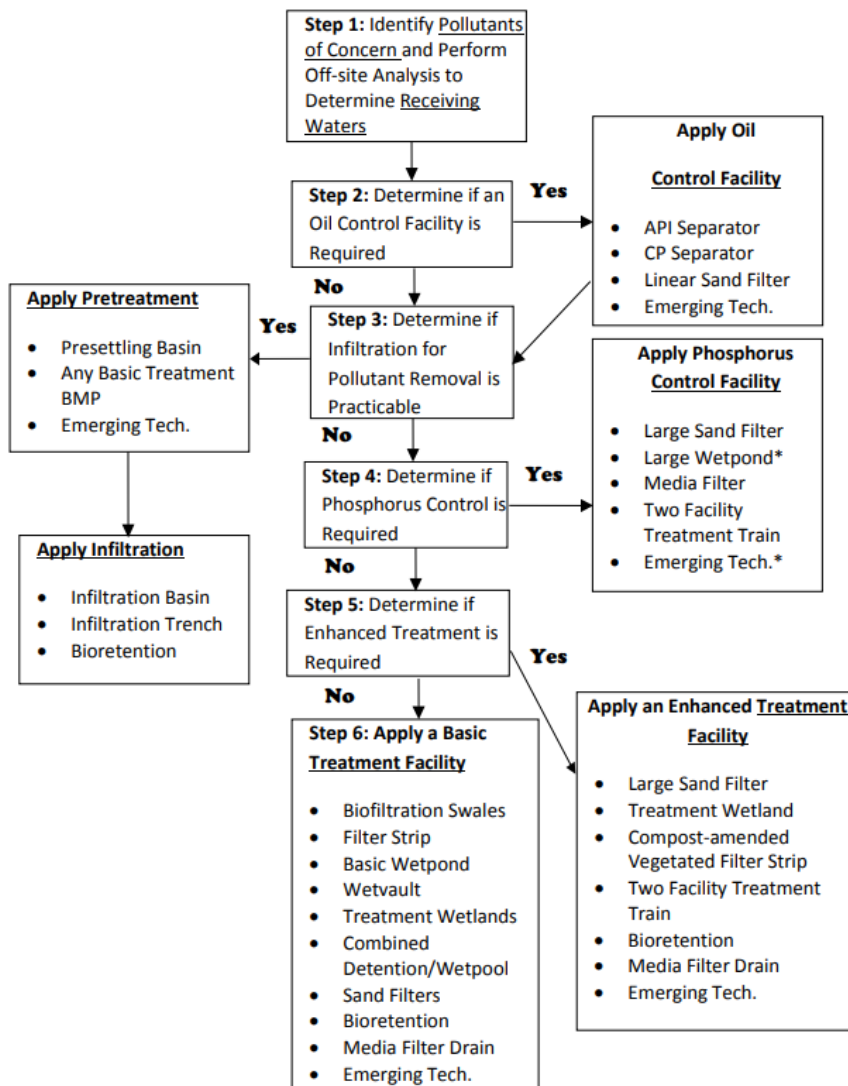 Step 1: Identify Pollutants
of Concern and Perform
Off-site Analysis to
Determine Receiving
Waters
Step 2: Determine if an
Oil Control Facility is
Required
Yes
Apply Oil
Control Facility
• API Separator
• CP Separator
• Linear Sand Filter
• Emerging Tech.
No
Step 3: Determine if
Infiltration for
Pollutant Removal is
Practicable
Yes
Apply Pretreatment
• Presettling Basin
• Any Basic Treatment
BMP
• Emerging Tech.
Apply Infiltration
• Infiltration Basin
• Infiltration Trench
• Bioretention
No
Step 4: Determine if
Phosphorus Control is
Required
Yes
Apply Phosphorus
Control Facility
• Large Sand Filter
• Large Wetpond*
• Media Filter
• Two Facility
Treatment Train
• Emerging Tech.*
No
Step 5: Determine if
Enhanced Treatment is
Required
Yes
Apply an Enhanced Treatment
Facility
• Large Sand Filter
• Treatment Wetland
• Compost-amended
Vegetated Filter Strip
• Two Facility Treatment
Train
• Bioretention
• Media Filter Drain
• Emerging Tech.
No
Step 6: Apply a Basic
Treatment Facility
• Biofiltration Swales
• Filter Strip
• Basic Wetpond
• Wetvault
• Treatment Wetlands
• Combined
Detention/Wetpool
• Sand Filters
• Bioretention
• Media Filter Drain
• Emerging Tech.